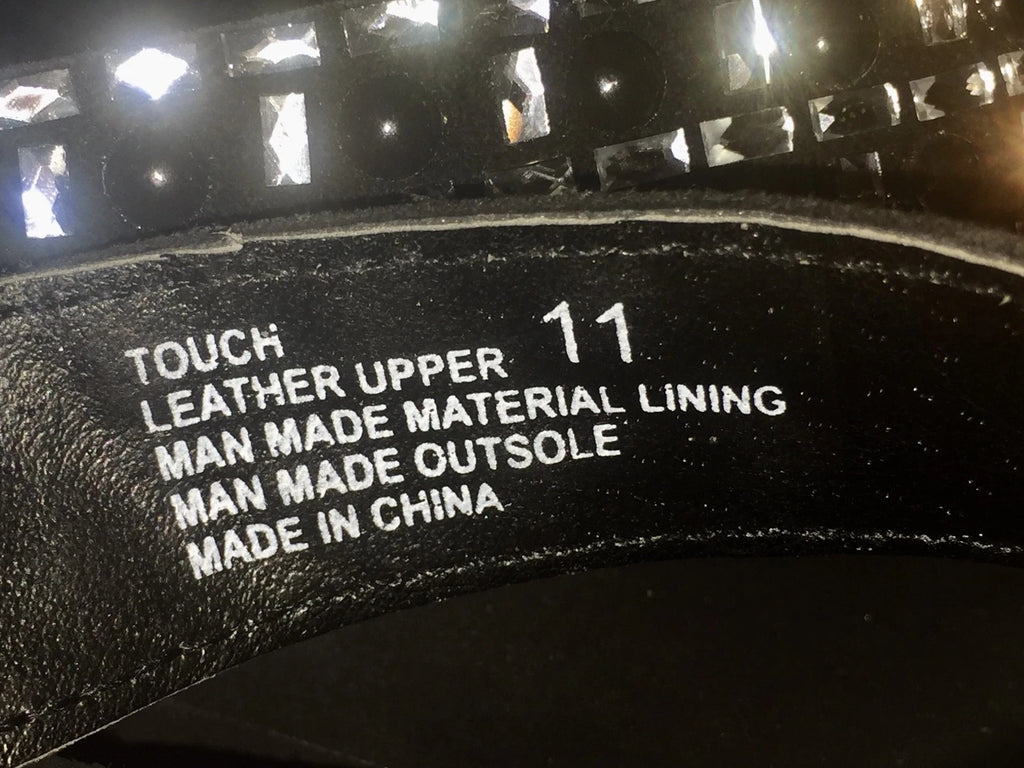 TOUCH
LEATHER UPPER 11
MAN MADE MATERIAL LINING
MAN MADE OUTSOLE
MADE IN CHINA